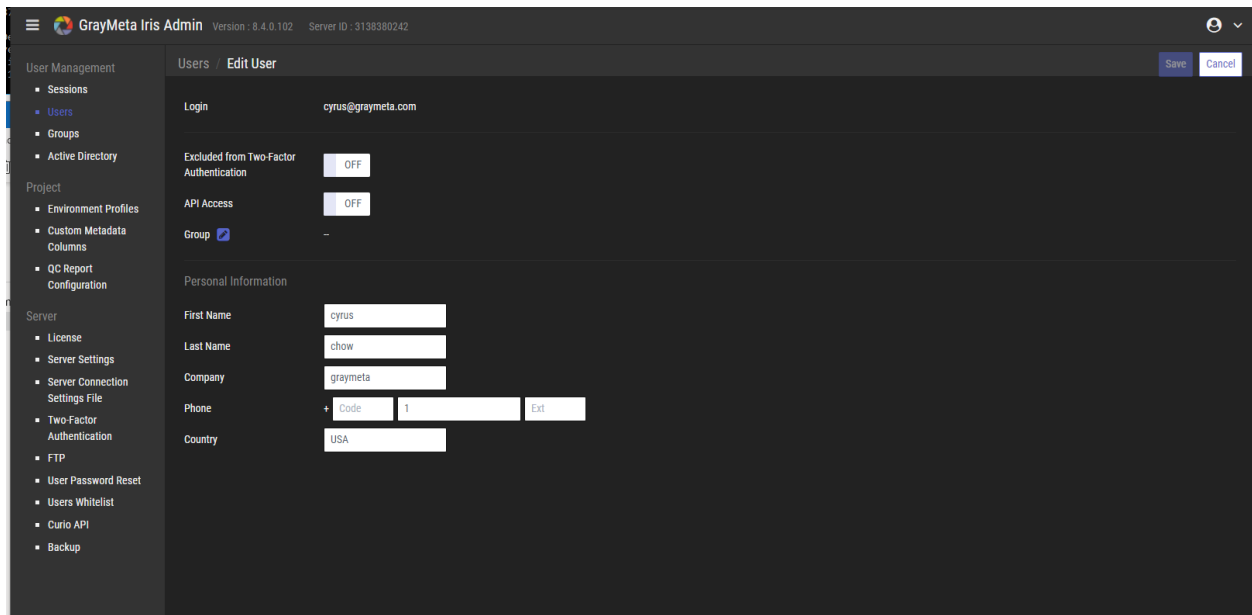 GrayMeta Iris Admin Version : 8.4.0.102 Server ID : 3138380242
User Management
Sessions
Users
Groups
Active Directory
Project
Environment Profiles
Custom Metadata
Columns
QC Report
Configuration
Server
License
Server Settings
Server Connection
Settings File
Two-Factor
Authentication
FTP
User Password Reset
Users Whitelist
Curio API
Backup
Users / Edit User
Save Cancel
Login cyrus@graymeta.com
Excluded from Two-Factor
Authentication OFF
API Access OFF
Group --
Personal Information
First Name cyrus
Last Name chow
Company graymeta
Phone + Code 1 Ext
Country USA